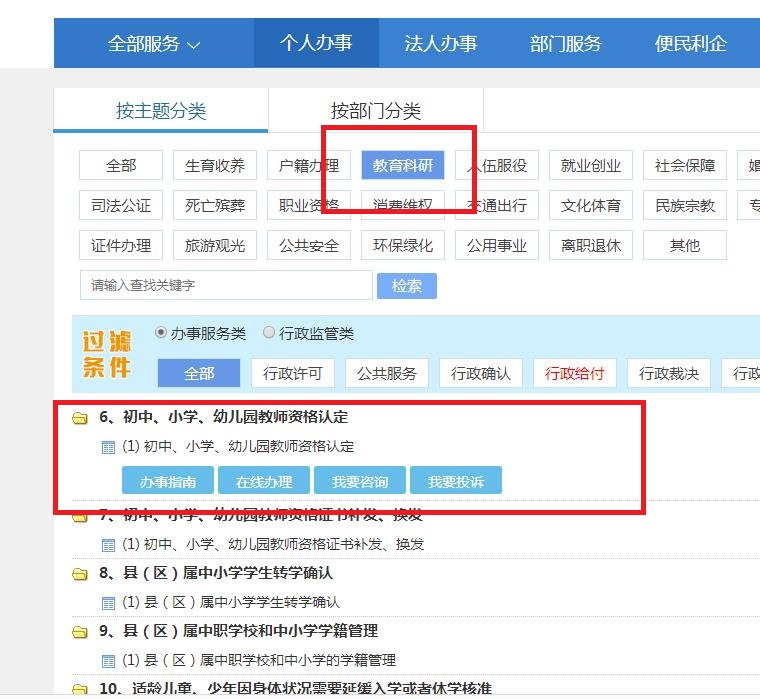 全部服务 个人办事 法人办事 部门服务 便民利企
按主题分类 按部门分类
全部 生育收养 户籍办理 教育科研 入伍服役 就业创业 社会保障
司法公证 死亡殡葬 职业资格 消费维权 交通出行 文化体育 民族宗教
证件办理 旅游观光 公共安全 环保绿化 公用事业 离职退休 其他
请输入查找关键字 检索
过滤条件
办事服务类 行政监管类
全部 行政许可 公共服务 行政确认 行政给付 行政裁决 行政
6、初中、小学、幼儿园教师资格认定
(1) 初中、小学、幼儿园教师资格认定
办事指南 在线办理 我要咨询 我要投诉
7、初中、小学、幼儿园教师资格证书补发、换发
(1) 初中、小学、幼儿园教师资格证书补发、换发
8、县（区）属中小学学生转学确认
(1) 县（区）属中小学学生转学确认
9、县（区）属中职学校和中小学学籍管理
(1) 县（区）属中职学校和中小学的学籍管理
10、适龄儿童、少年因身体状况需要延缓入学或者休学核准